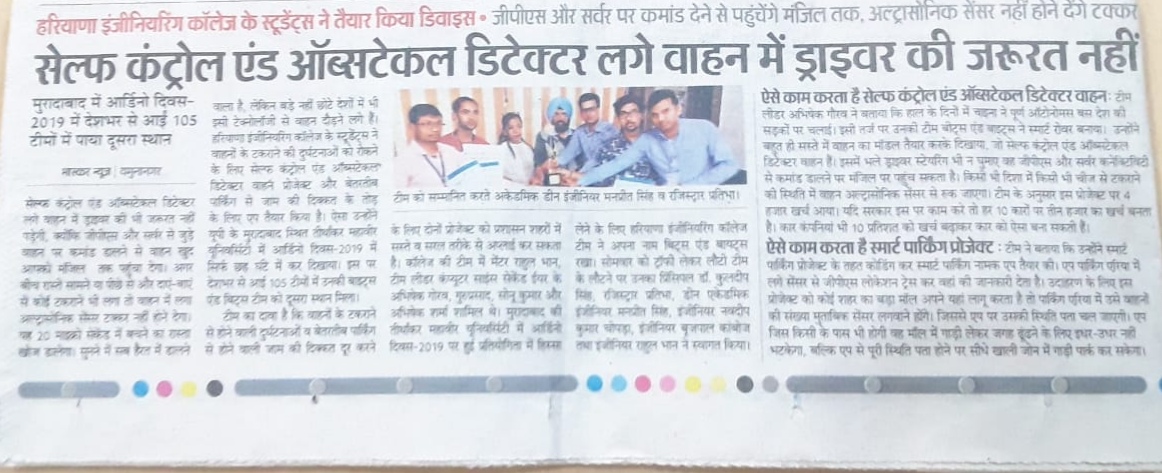 हरियाणा इंजीनियरिंग कॉलेज के स्टूडेंट्स ने तैयार किया डिवाइस • जीपीएस और सर्वर पर कमांड देने से पहुंचेंगे मंजिल तक, अल्ट्रासोनिक सेंसर नहीं होने देंगे टक्कर
सेल्फ कंट्रोल एंड ऑब्सटेकल डिटेक्टर लगे वाहन में ड्राइवर की जरूरत नहीं
मुरादाबाद में आर्डिनो दिवस-
2019 में देशभर से आई 105
टीमों में पाया दूसरा स्थान
भास्कर न्यूज | यमुनानगर
सेल्फ कंट्रोल एंड ऑब्सटेकल डिटेक्टर
लगे वाहन में ड्राइवर की भी जरूरत नहीं
पड़ेगी, क्योंकि जीपीएस और सर्वर से जुड़े
वाहन पर कमांड डालने से वाहन खुद
आपको मंजिल तक पहुंचा देगा। अगर
बीच रास्ते सामने या पीछे से और दाएं-बाएं
से कोई टकराने भी लगा तो वाहन में लगा
अल्ट्रासोनिक सेंसर टक्कर नहीं होने देगा।
यह 20 माइक्रो सेकेंड में बचने का रास्ता
खोज डालेगा। सुनने में सब हैरत में डालने
वाला है, लेकिन बड़े नहीं छोटे देशों में भी
इसी टेक्नोलॉजी से वाहन दौड़ने लगे हैं।
हरियाणा इंजीनियरिंग कॉलेज के स्टूडेंट्स ने
वाहनों के टकराने की दुर्घटनाओं को रोकने
के लिए सेल्फ कंट्रोल एंड ऑब्सटेकल
डिटेक्टर वाहन प्रोजेक्ट और बेतरतीब
पार्किंग से जाम की दिक्कत के तोड़
के लिए एप तैयार किया है। ऐसा उन्होंने
यूपी के मुरादाबाद स्थित तीर्थंकर महावीर
यूनिवर्सिटी में आर्डिनो दिवस-2019 में
सिर्फ छह घंटे में कर दिखाया। इस पर
देशभर से आई 105 टीमों में उनकी बाइट्स
एंड बिट्स टीम को दूसरा स्थान मिला।
टीम का दावा है कि वाहनों के टकराने
से होने वाली दुर्घटनाओं व बेतरतीब पार्किंग
से होने वाली जाम की दिक्कत दूर करने
टीम को सम्मानित करते अकेडमिक डीन इंजीनियर मनप्रीत सिंह व रजिस्ट्रार प्रतिभा।
के लिए दोनों प्रोजेक्ट को प्रशासन शहरों में
सस्ते व सरल तरीके से अप्लाई कर सकता
है। कॉलेज की टीम में मेंटर राहुल भान,
टीम लीडर कंप्यूटर साइंस सेकेंड ईयर के
अभिषेक गौरव, गुरुप्रसाद, सोनू कुमार और
अभिषेक शर्मा शामिल थे। मुरादाबाद की
तीर्थंकर महावीर यूनिवर्सिटी में आर्डिनो
दिवस-2019 पर हुई प्रतियोगिता में हिस्सा
लेने के लिए हरियाणा इंजीनियरिंग कॉलेज
टीम ने अपना नाम बिट्स एंड बायट्स
रखा। सोमवार को ट्रॉफी लेकर लौटी टीम
के लौटने पर उनका प्रिंसिपल डॉ. कुलदीप
सिंह, रजिस्ट्रार प्रतिभा, डीन एकेडमिक
इंजीनियर मनप्रीत सिंह, इंजीनियर नवदीप
कुमार चोपड़ा, इंजीनियर बृजपाल कांबोज
तथा इंजीनियर राहुल भान ने स्वागत किया।
ऐसे काम करता है सेल्फ कंट्रोल एंड ऑब्सटेकल डिटेक्टर वाहन: टीम
लीडर अभिषेक गौरव ने बताया कि हाल के दिनों में चाइना ने पूर्ण ऑटोनोमस बस देश की
सड़कों पर चलाई। इसी तर्ज पर उनकी टीम बाइट्स एंड बाइट्स ने स्मार्ट रोवर बनाया। उन्होंने
बहुत ही सस्ते में वाहन का मॉडल तैयार करके दिखाया, जो सेल्फ कंट्रोल एंड ऑब्सटेकल
डिटेक्टर वाहन है। इसमें भले ड्राइवर स्टेयरिंग भी न घुमाए वह जीपीएस और सर्वर कनेक्टिविटी
से कमांड डालने पर मंजिल पर पहुंच सकता है। किसी भी दिशा में किसी भी चीज से टकराने
की स्थिति में वाहन अल्ट्रासोनिक सेंसर से रुक जाएगा। टीम के अनुसार इस प्रोजेक्ट पर 4
हजार खर्च आया। यदि सरकार इस पर काम करे तो हर 10 कारों पर तीन हजार का खर्च बनता
है। कार कंपनियां भी 10 प्रतिशत का खर्च बढ़ाकर कार को ऐसा बना सकती हैं।
ऐसे काम करता है स्मार्ट पार्किंग प्रोजेक्ट: टीम ने बताया कि उन्होंने स्मार्ट
पार्किंग प्रोजेक्ट के तहत कोडिंग कर स्मार्ट पार्किंग नामक एप तैयार की। एप पार्किंग एरिया में
लगे सेंसर से जीपीएस लोकेशन ट्रेस कर वहां की जानकारी देता है। उदाहरण के लिए इस
प्रोजेक्ट को कोई शहर का बड़ा मॉल अपने यहां लागू करता है तो पार्किंग एरिया में उसे वाहनों
की संख्या मुताबिक सेंसर लगवाने होंगे। जिससे एप पर उसकी स्थिति पता चल जाएगी। एप
जिस किसी के पास भी होगी वह मॉल में गाड़ी लेकर जगह ढूंढने के लिए इधर-उधर नहीं
भटकेगा, बल्कि एप से पूरी स्थिति पता होने पर सीधे खाली जोन में गाड़ी पार्क कर सकेगा।